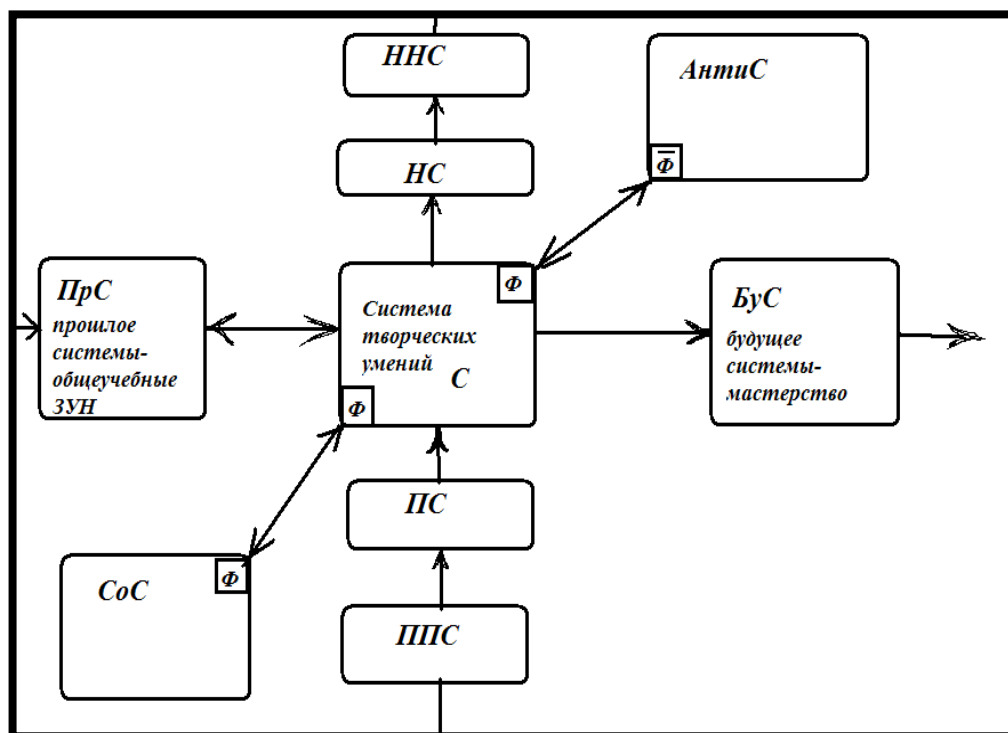 ННС
АнтиС
Ф̅
НС
ПрС
прошлое
системы-
общеучебные
ЗУН
Ф
Система
творческих
умений
С
Ф
БуС
будущее
системы-
мастерство
ПС
СоС
Ф
ППС